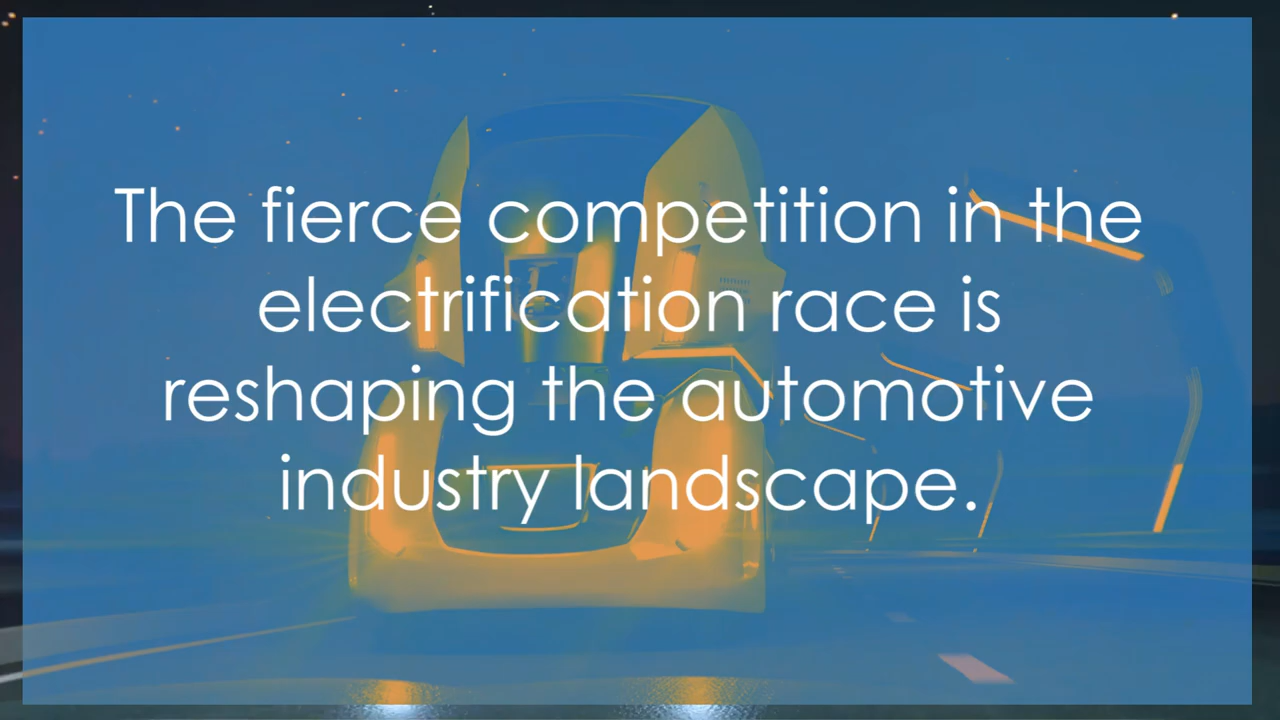 The fierce competition in the
electrification race is
reshaping the automotive
industry landscape.